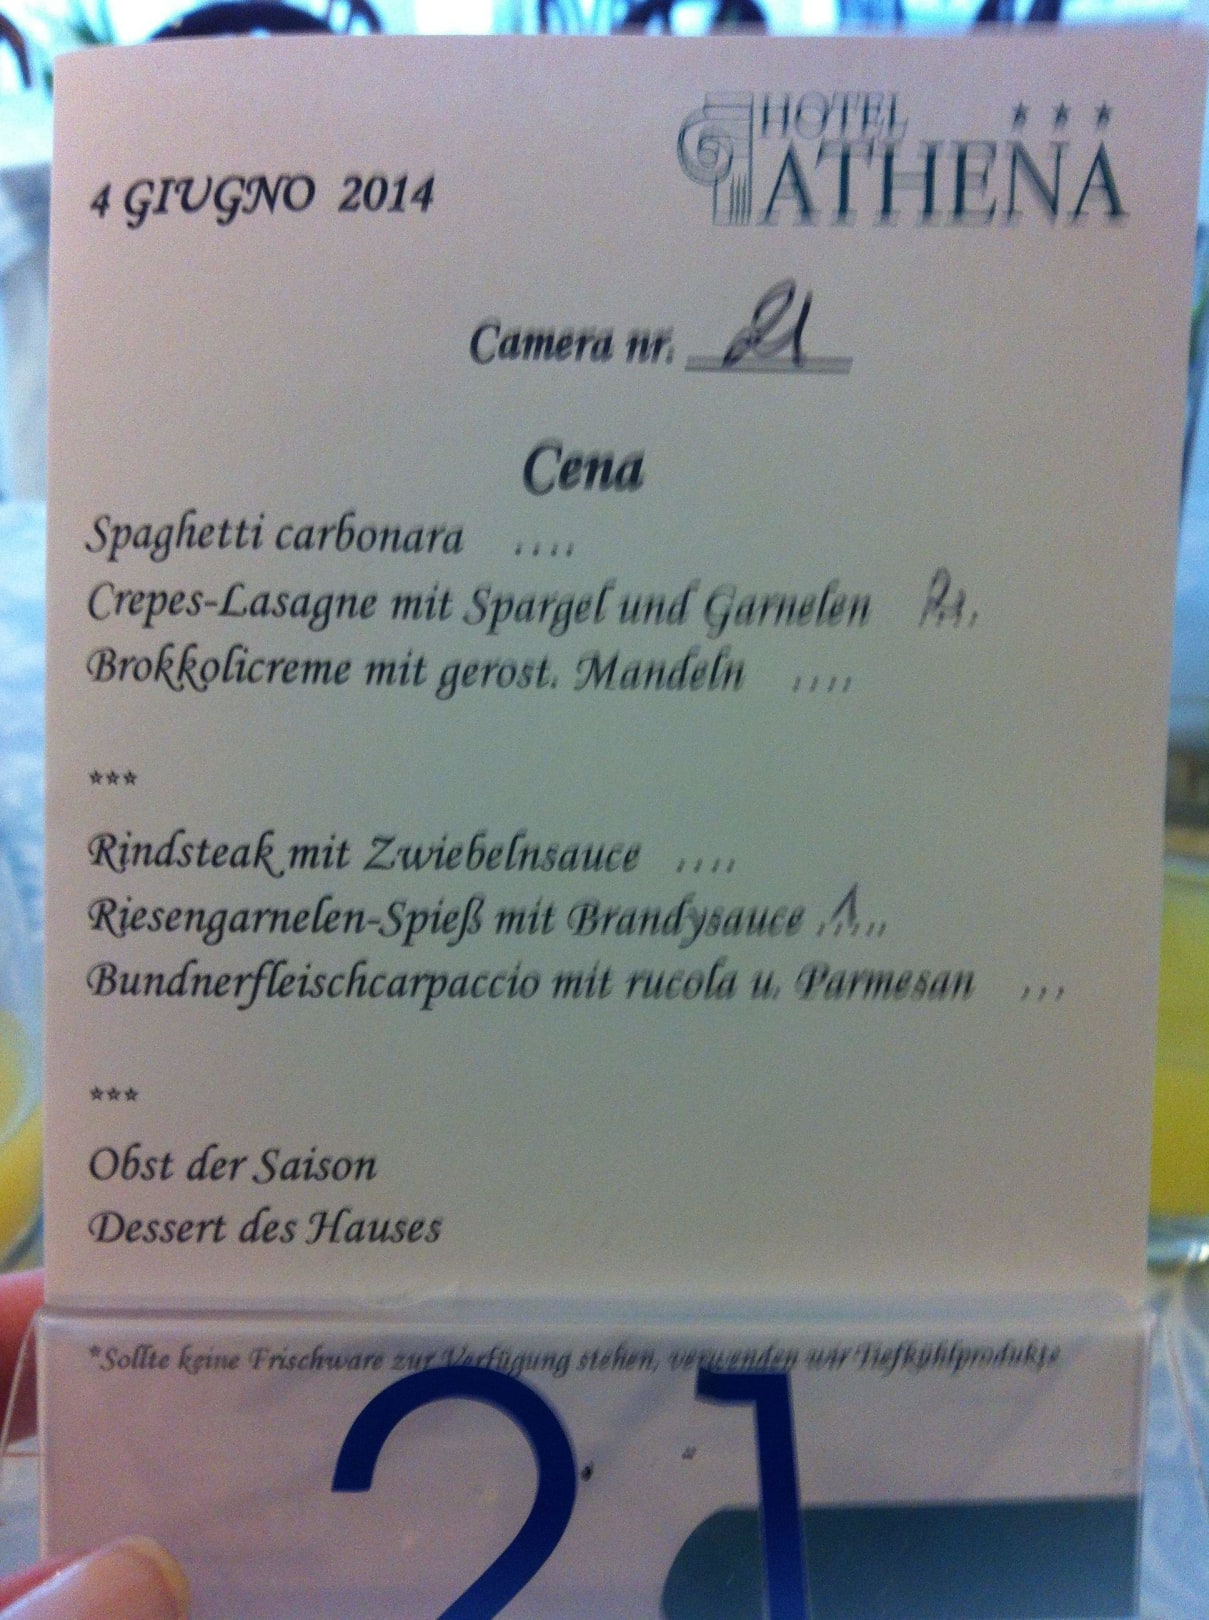 HOTEL ***
ATHENA
4 GIUGNO 2014
Camera nr. 21
Cena
Spaghetti carbonara ....
Crepes-Lasagne mit Spargel und Garnelen
Brokkolicreme mit gerost. Mandeln ....
***
Rindsteak mit Zwiebelnsauce ....
Riesengarnelen-Spieß mit Brandysauce .1...
Bundnerfleischcarpaccio mit rucola u. Parmesan ...
***
Obst der Saison
Dessert des Hauses
*Sollte keine Frischware zur Verfügung stehen, verwenden wir Tiefkühlprodukte
21